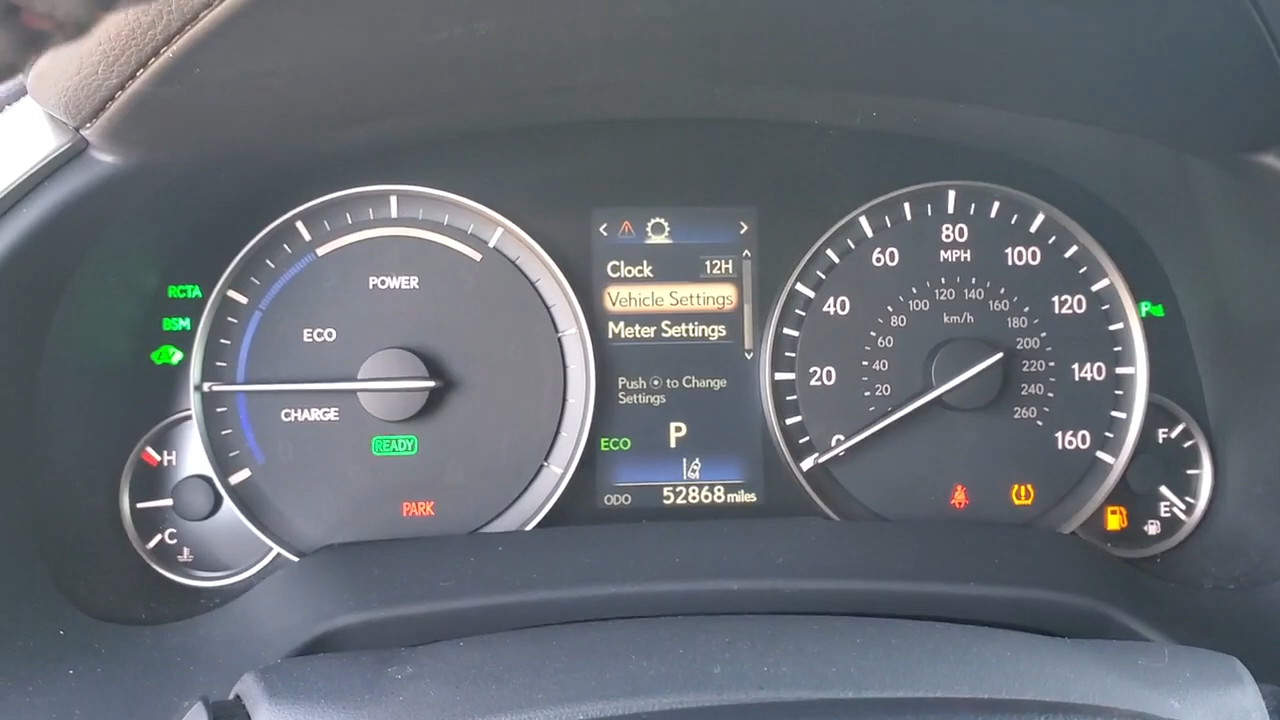 RCTA
BSM
EV
POWER
ECO
CHARGE
READY
PARK
H
C
Clock 12H
Vehicle Settings
Meter Settings
Push to Change
Settings
ECO
P
ODO 52868 miles
0
20
40
60
80
100
120
140
160
MPH
20
40
60
80
100
120
140
160
180
200
220
240
260
km/h
P
F
E